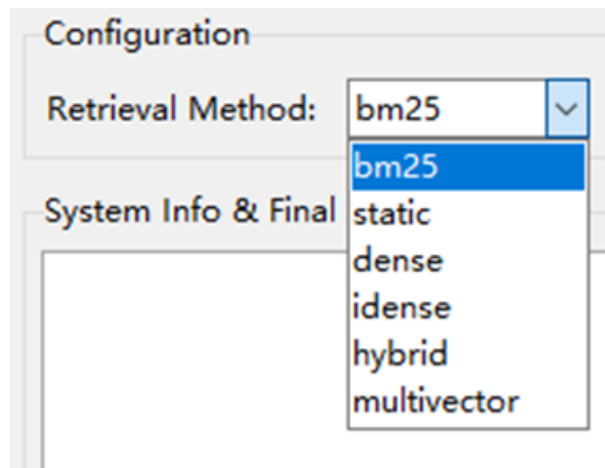 Configuration
Retrieval Method: bm25
bm25
System Info & Final
static
dense
idense
hybrid
multivector